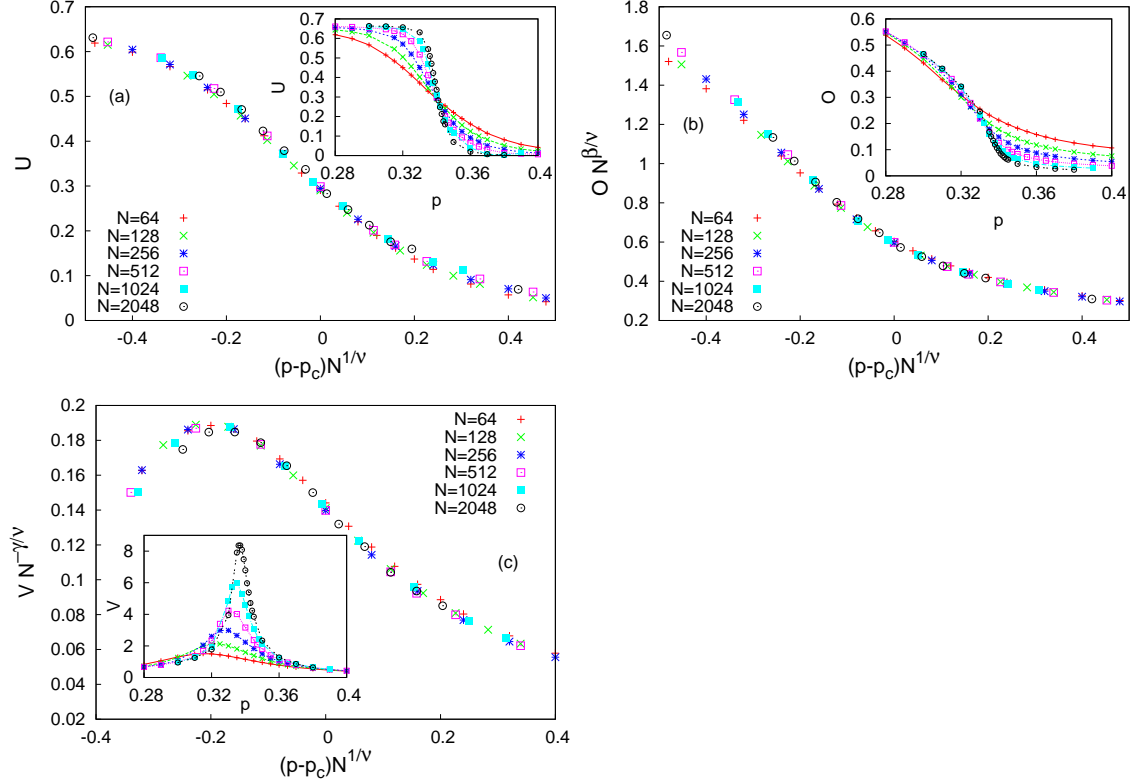 0.7
0.6
0.5
0.4
0.3
0.2
0.1
0
U
-0.4
-0.2
0
0.2
0.4
(p-p_c)N^{1/ν}
(a)
N=64
N=128
N=256
N=512
N=1024
N=2048
0.7
0.6
0.5
0.4
0.3
0.2
0.1
0
U
0.28
0.32
0.36
0.4
p
1.8
1.6
1.4
1.2
1
0.8
0.6
0.4
0.2
O N^{β/ν}
-0.4
-0.2
0
0.2
0.4
(p-p_c)N^{1/ν}
(b)
N=64
N=128
N=256
N=512
N=1024
N=2048
0.6
0.5
0.4
0.3
0.2
0.1
0
O
0.28
0.32
0.36
0.4
p
0.2
0.18
0.16
0.14
0.12
0.1
0.08
0.06
0.04
0.02
V N^{-γ/ν}
-0.4
-0.2
0
0.2
0.4
(p-p_c)N^{1/ν}
N=64
N=128
N=256
N=512
N=1024
N=2048
(c)
8
6
4
2
0
V
0.28
0.32
0.36
0.4
p